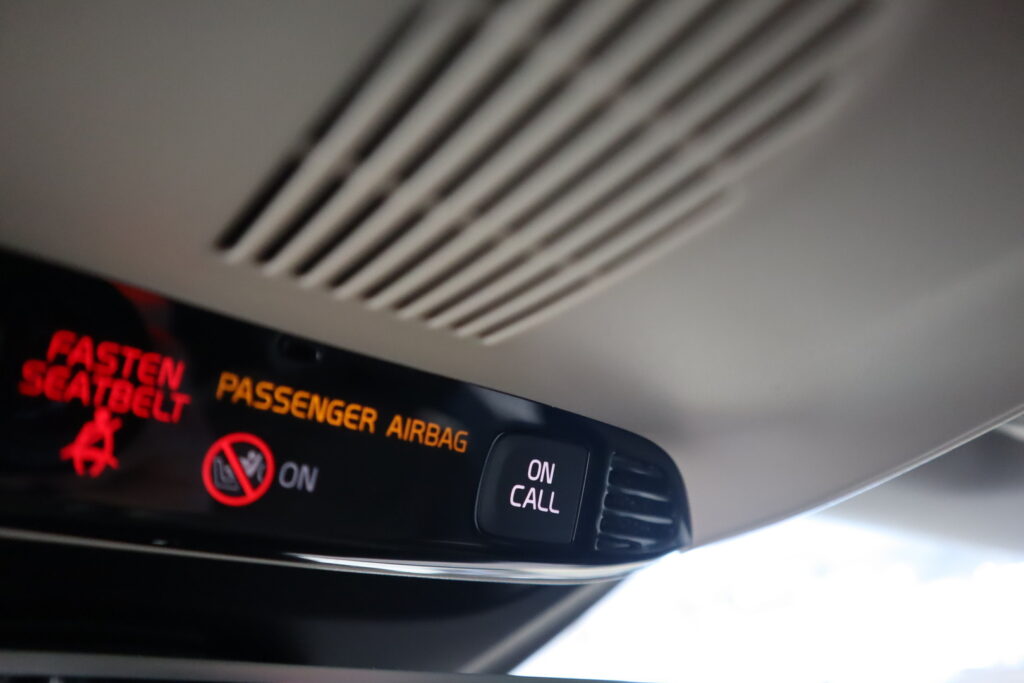 FASTEN
SEATBELT
PASSENGER AIRBAG
ON
ON
CALL